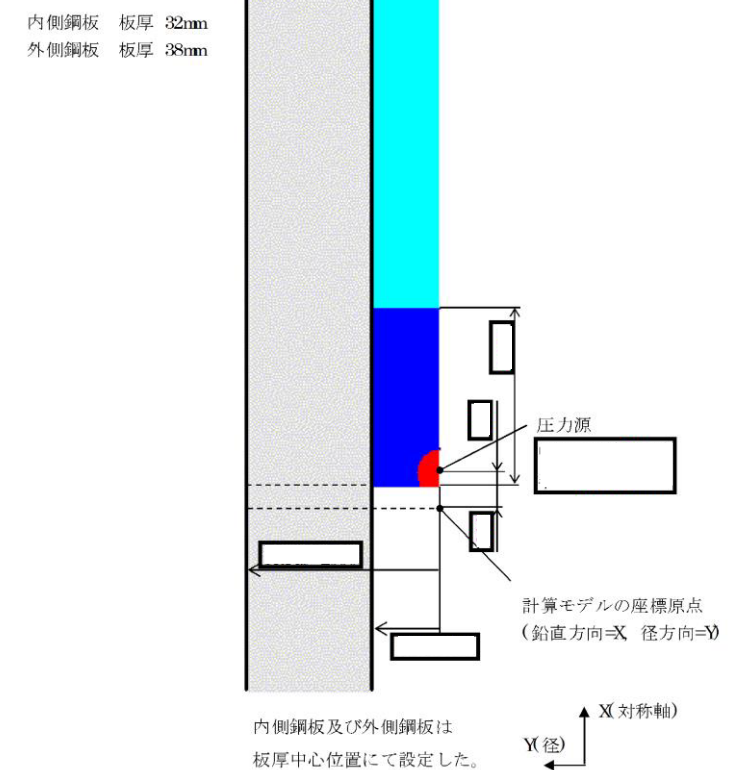 内側鋼板　板厚 32mm
外側鋼板　板厚 38mm
圧力源
計算モデルの座標原点
(鉛直方向=X, 径方向=Y)
内側鋼板及び外側鋼板は
板厚中心位置にて設定した。
X(対称軸)
Y(径)